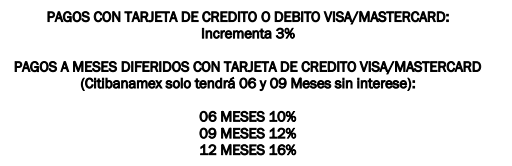 PAGOS CON TARJETA DE CREDITO O DEBITO VISA/MASTERCARD:
Incrementa 3%
PAGOS A MESES DIFERIDOS CON TARJETA DE CREDITO VISA/MASTERCARD
(Citibanamex solo tendrá 06 y 09 Meses sin interese):
06 MESES 10%
09 MESES 12%
12 MESES 16%